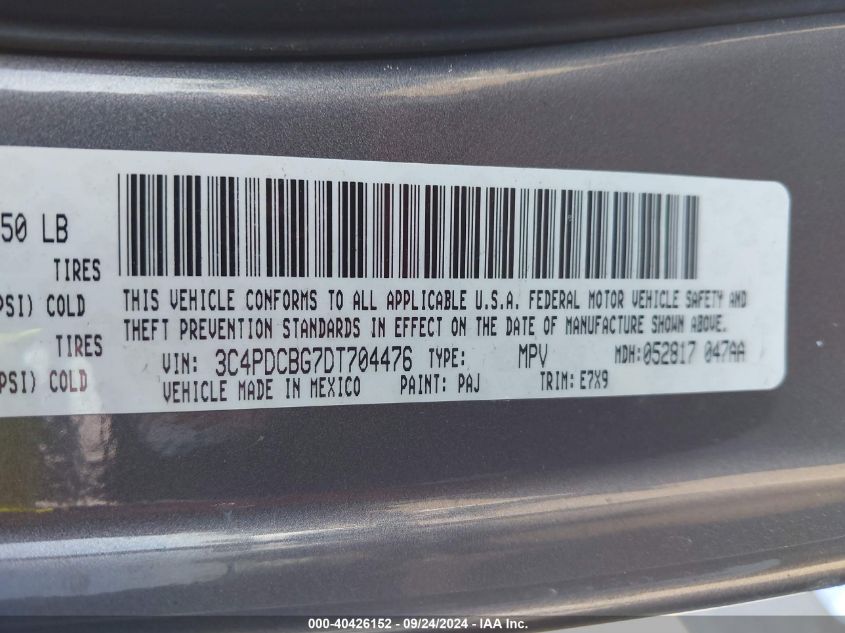 50 LB
TIRES
PSI) COLD
TIRES
PSI) COLD
THIS VEHICLE CONFORMS TO ALL APPLICABLE U.S.A. FEDERAL MOTOR VEHICLE SAFETY AND
THEFT PREVENTION STANDARDS IN EFFECT ON THE DATE OF MANUFACTURE SHOWN ABOVE.
VIN: 3C4PDCBG7DT704476 TYPE: MPV MDH:052817 047AA
VEHICLE MADE IN MEXICO PAINT: PAJ TRIM: E7X9
000-40426152 - 09/24/2024 - IAA Inc.